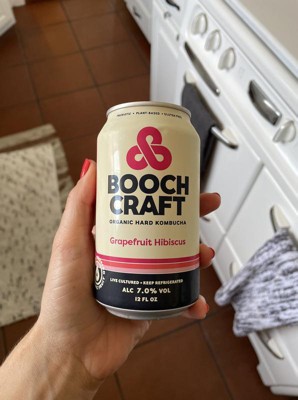 BOOCH
CRAFT
ORGANIC HARD KOMBUCHA
Grapefruit Hibiscus
LIVE CULTURED • KEEP REFRIGERATED
ALC 7.0% VOL
12 FL OZ